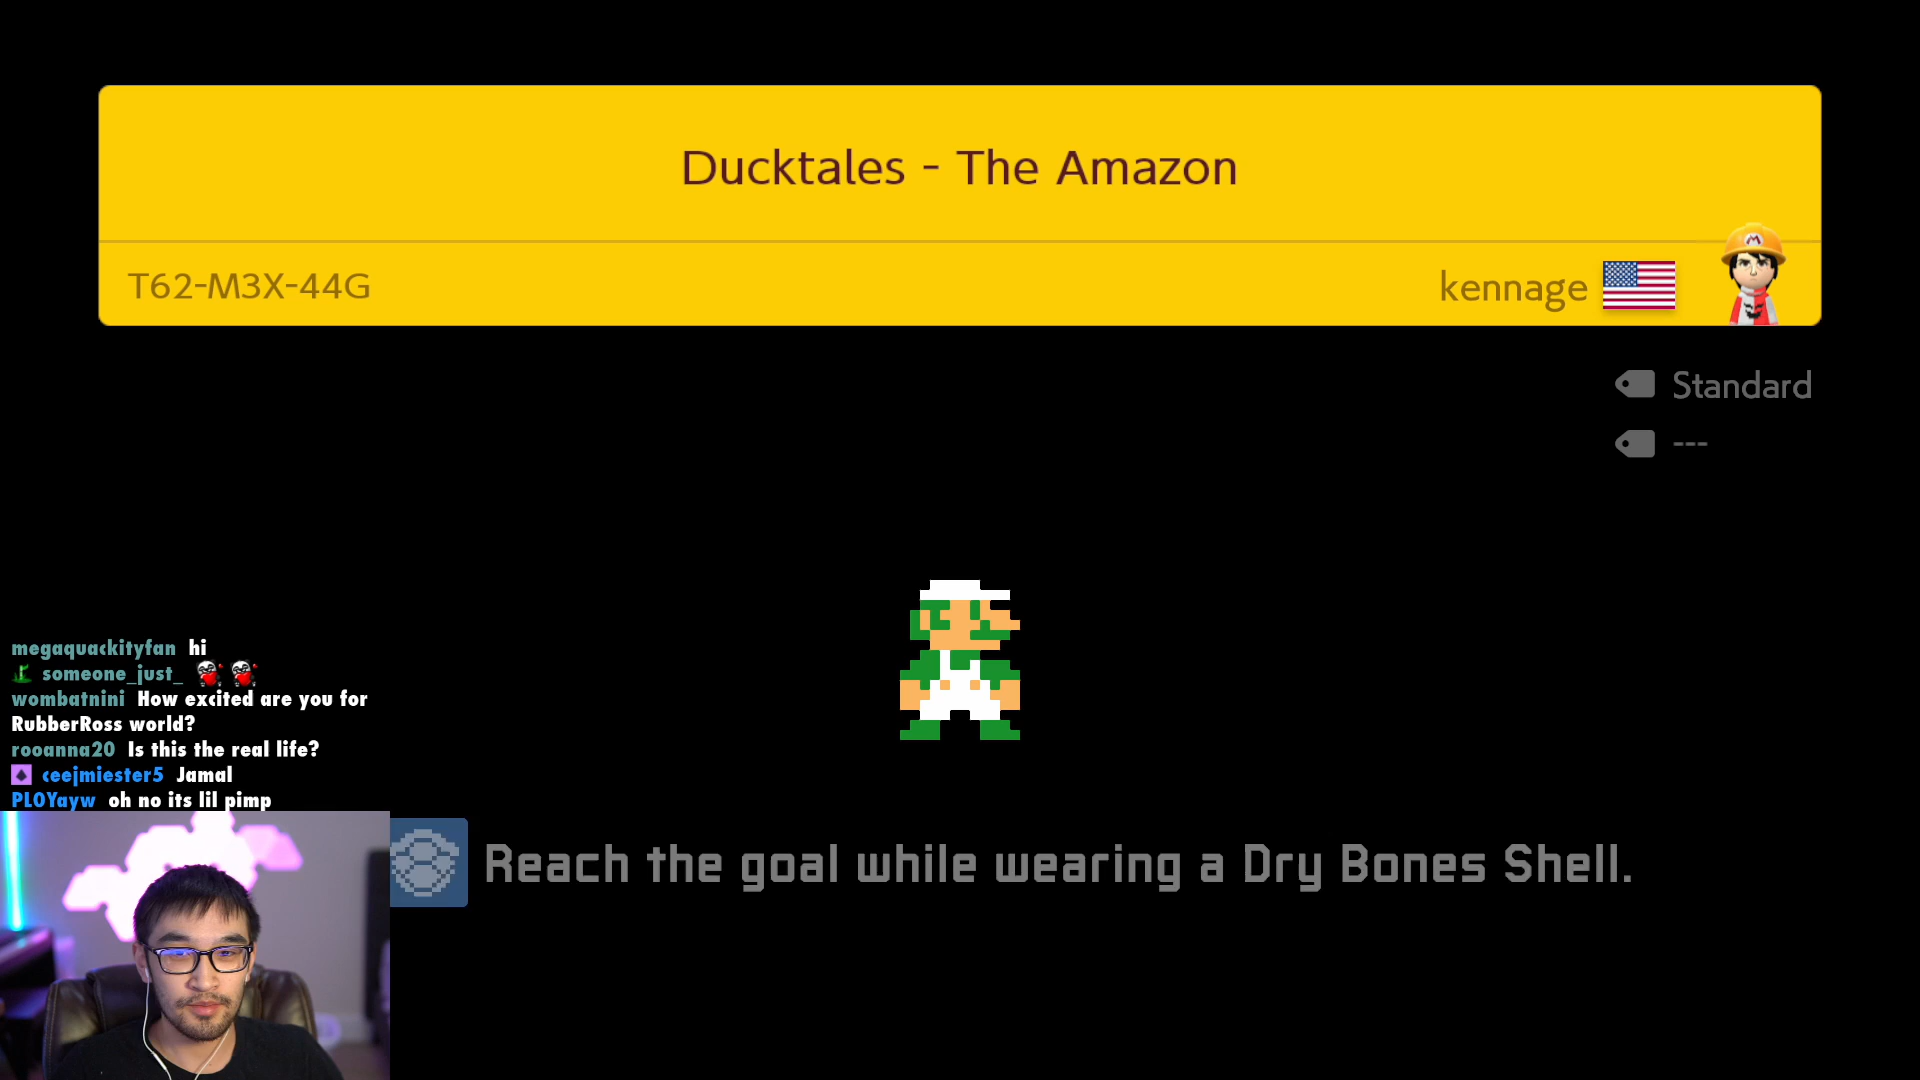 Ducktales - The Amazon
T62-M3X-44G
kennage
Standard
---
megaquackityfan hi
someone_just_
wombatnini How excited are you for
RubberRoss world?
rooanna20 Is this the real life?
ceejmiester5 Jamal
PL0Yayw oh no its lil pimp
Reach the goal while wearing a Dry Bones Shell.